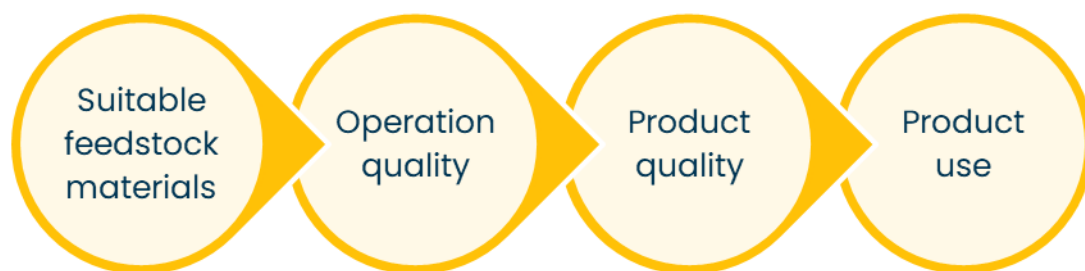 Suitable
feedstock
materials
Operation
quality
Product
quality
Product
use